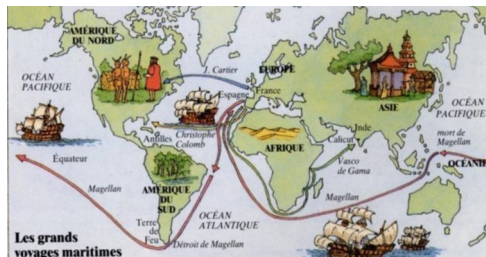 AMÉRIQUE
DU NORD
OCÉAN
PACIFIQUE
J. Cartier
EUROPE
France
Espagne
ASIE
OCÉAN
PACIFIQUE
Antilles
Christophe
Colomb
AFRIQUE
Inde
Calicut
mort de
Magellan
Équateur
Vasco
de Gama
OCÉANIE
Magellan
AMÉRIQUE
DU
SUD
Magellan
OCÉAN
ATLANTIQUE
Terre
de
Feu
Détroit de Magellan
Les grands
voyages maritimes